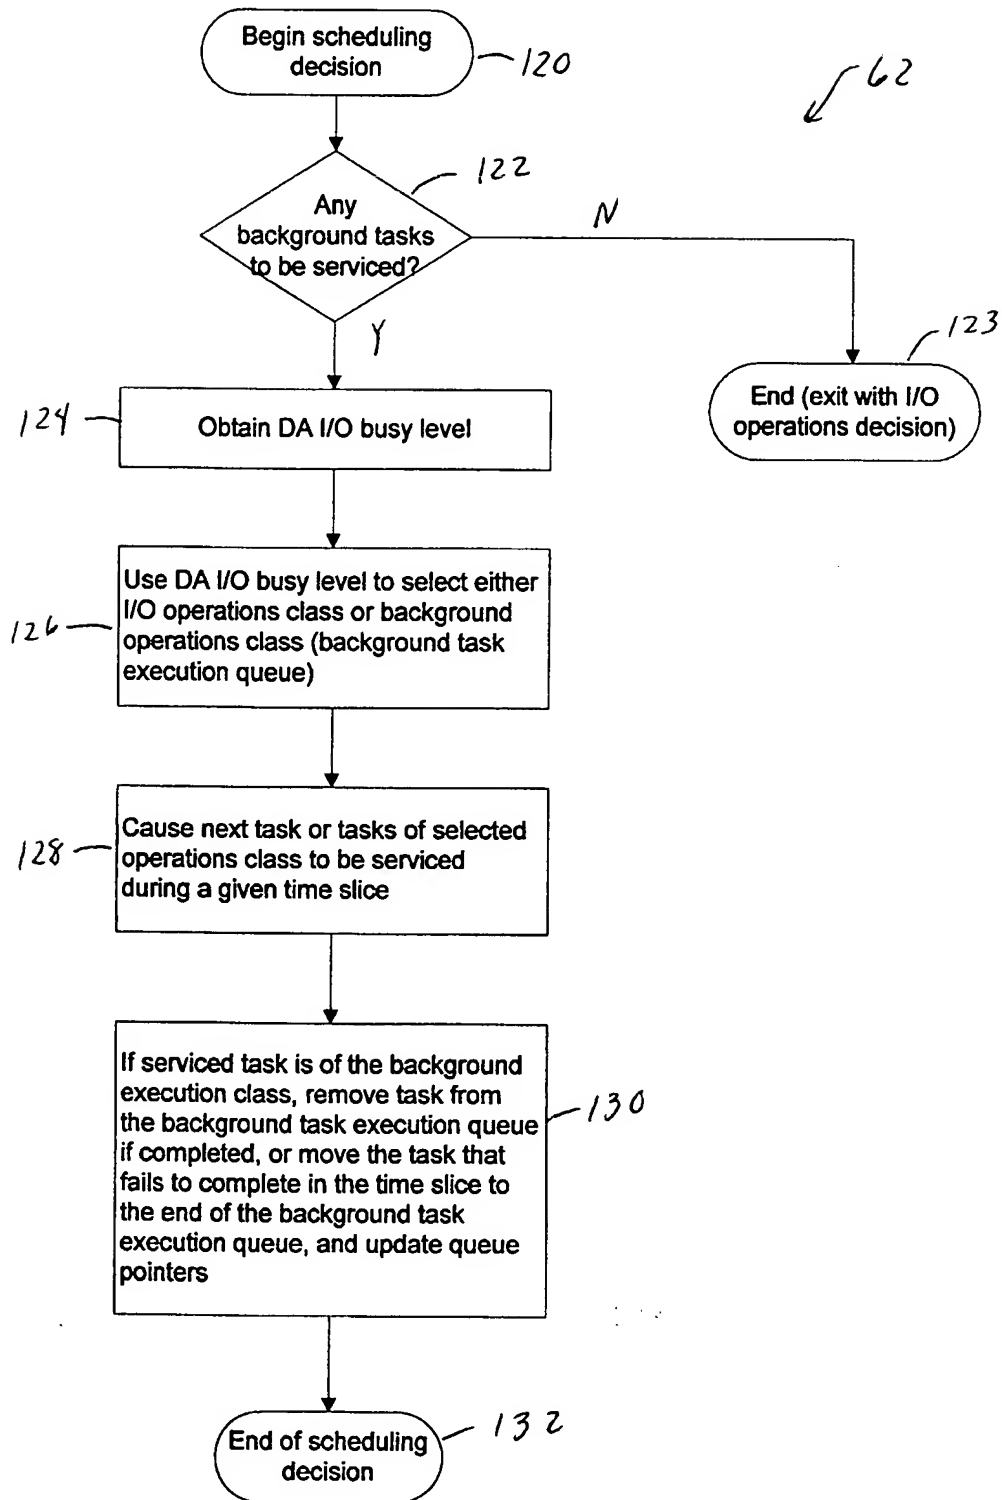 Begin scheduling
decision
120
62
122
Any
background tasks
to be serviced?
N
Y
123
End (exit with I/O
operations decision)
124
Obtain DA I/O busy level
126
Use DA I/O busy level to select either
I/O operations class or background
operations class (background task
execution queue)
128
Cause next task or tasks of selected
operations class to be serviced
during a given time slice
If serviced task is of the background
execution class, remove task from
the background task execution queue
if completed, or move the task that
fails to complete in the time slice to
the end of the background task
execution queue, and update queue
pointers
130
End of scheduling
decision
132